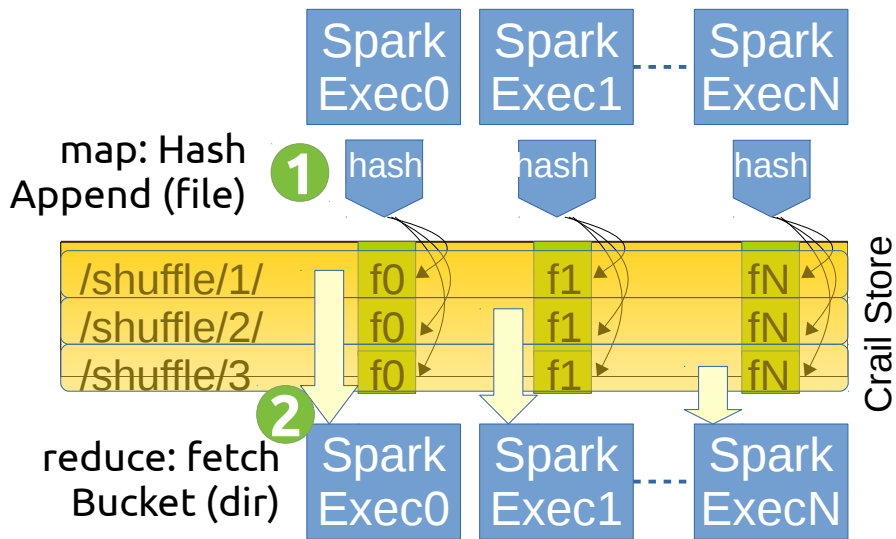 Spark Exec0
Spark Exec1
Spark ExecN
map: Hash
Append (file)
1
hash
hash
hash
/shuffle/1/ f0 f1 fN
/shuffle/2/ f0 f1 fN
/shuffle/3 f0 f1 fN
Crail Store
2
reduce: fetch
Bucket (dir)
Spark Exec0
Spark Exec1
Spark ExecN